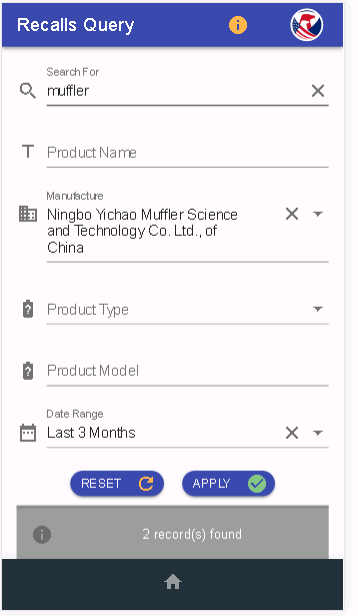 Recalls Query
Search For
muffler
Product Name
Manufacture
Ningbo Yichao Muffler Science
and Technology Co. Ltd., of
China
Product Type
Product Model
Date Range
Last 3 Months
RESET
APPLY
2 record(s) found